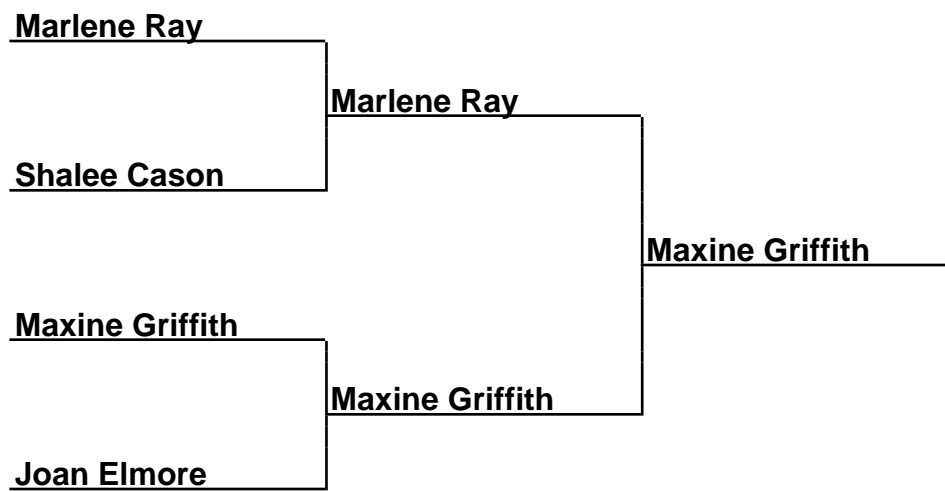 Marlene Ray
Marlene Ray
Shalee Cason
Maxine Griffith
Maxine Griffith
Maxine Griffith
Joan Elmore